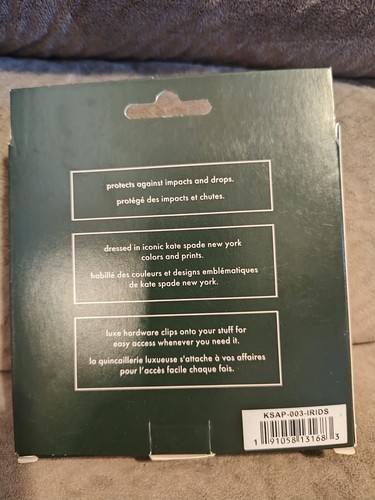 protects against impacts and drops.
protégé des impacts et chutes.
dressed in iconic kate spade new york
colors and prints.
habillé des couleurs et designs emblématiques
de kate spade new york.
luxe hardware clips onto your stuff for
easy access whenever you need it.
la quincaillerie luxueuse s'attache à vos affaires
pour l'accès facile chaque fois.
KSAP-003-IRIDS
1 91058 13168 3